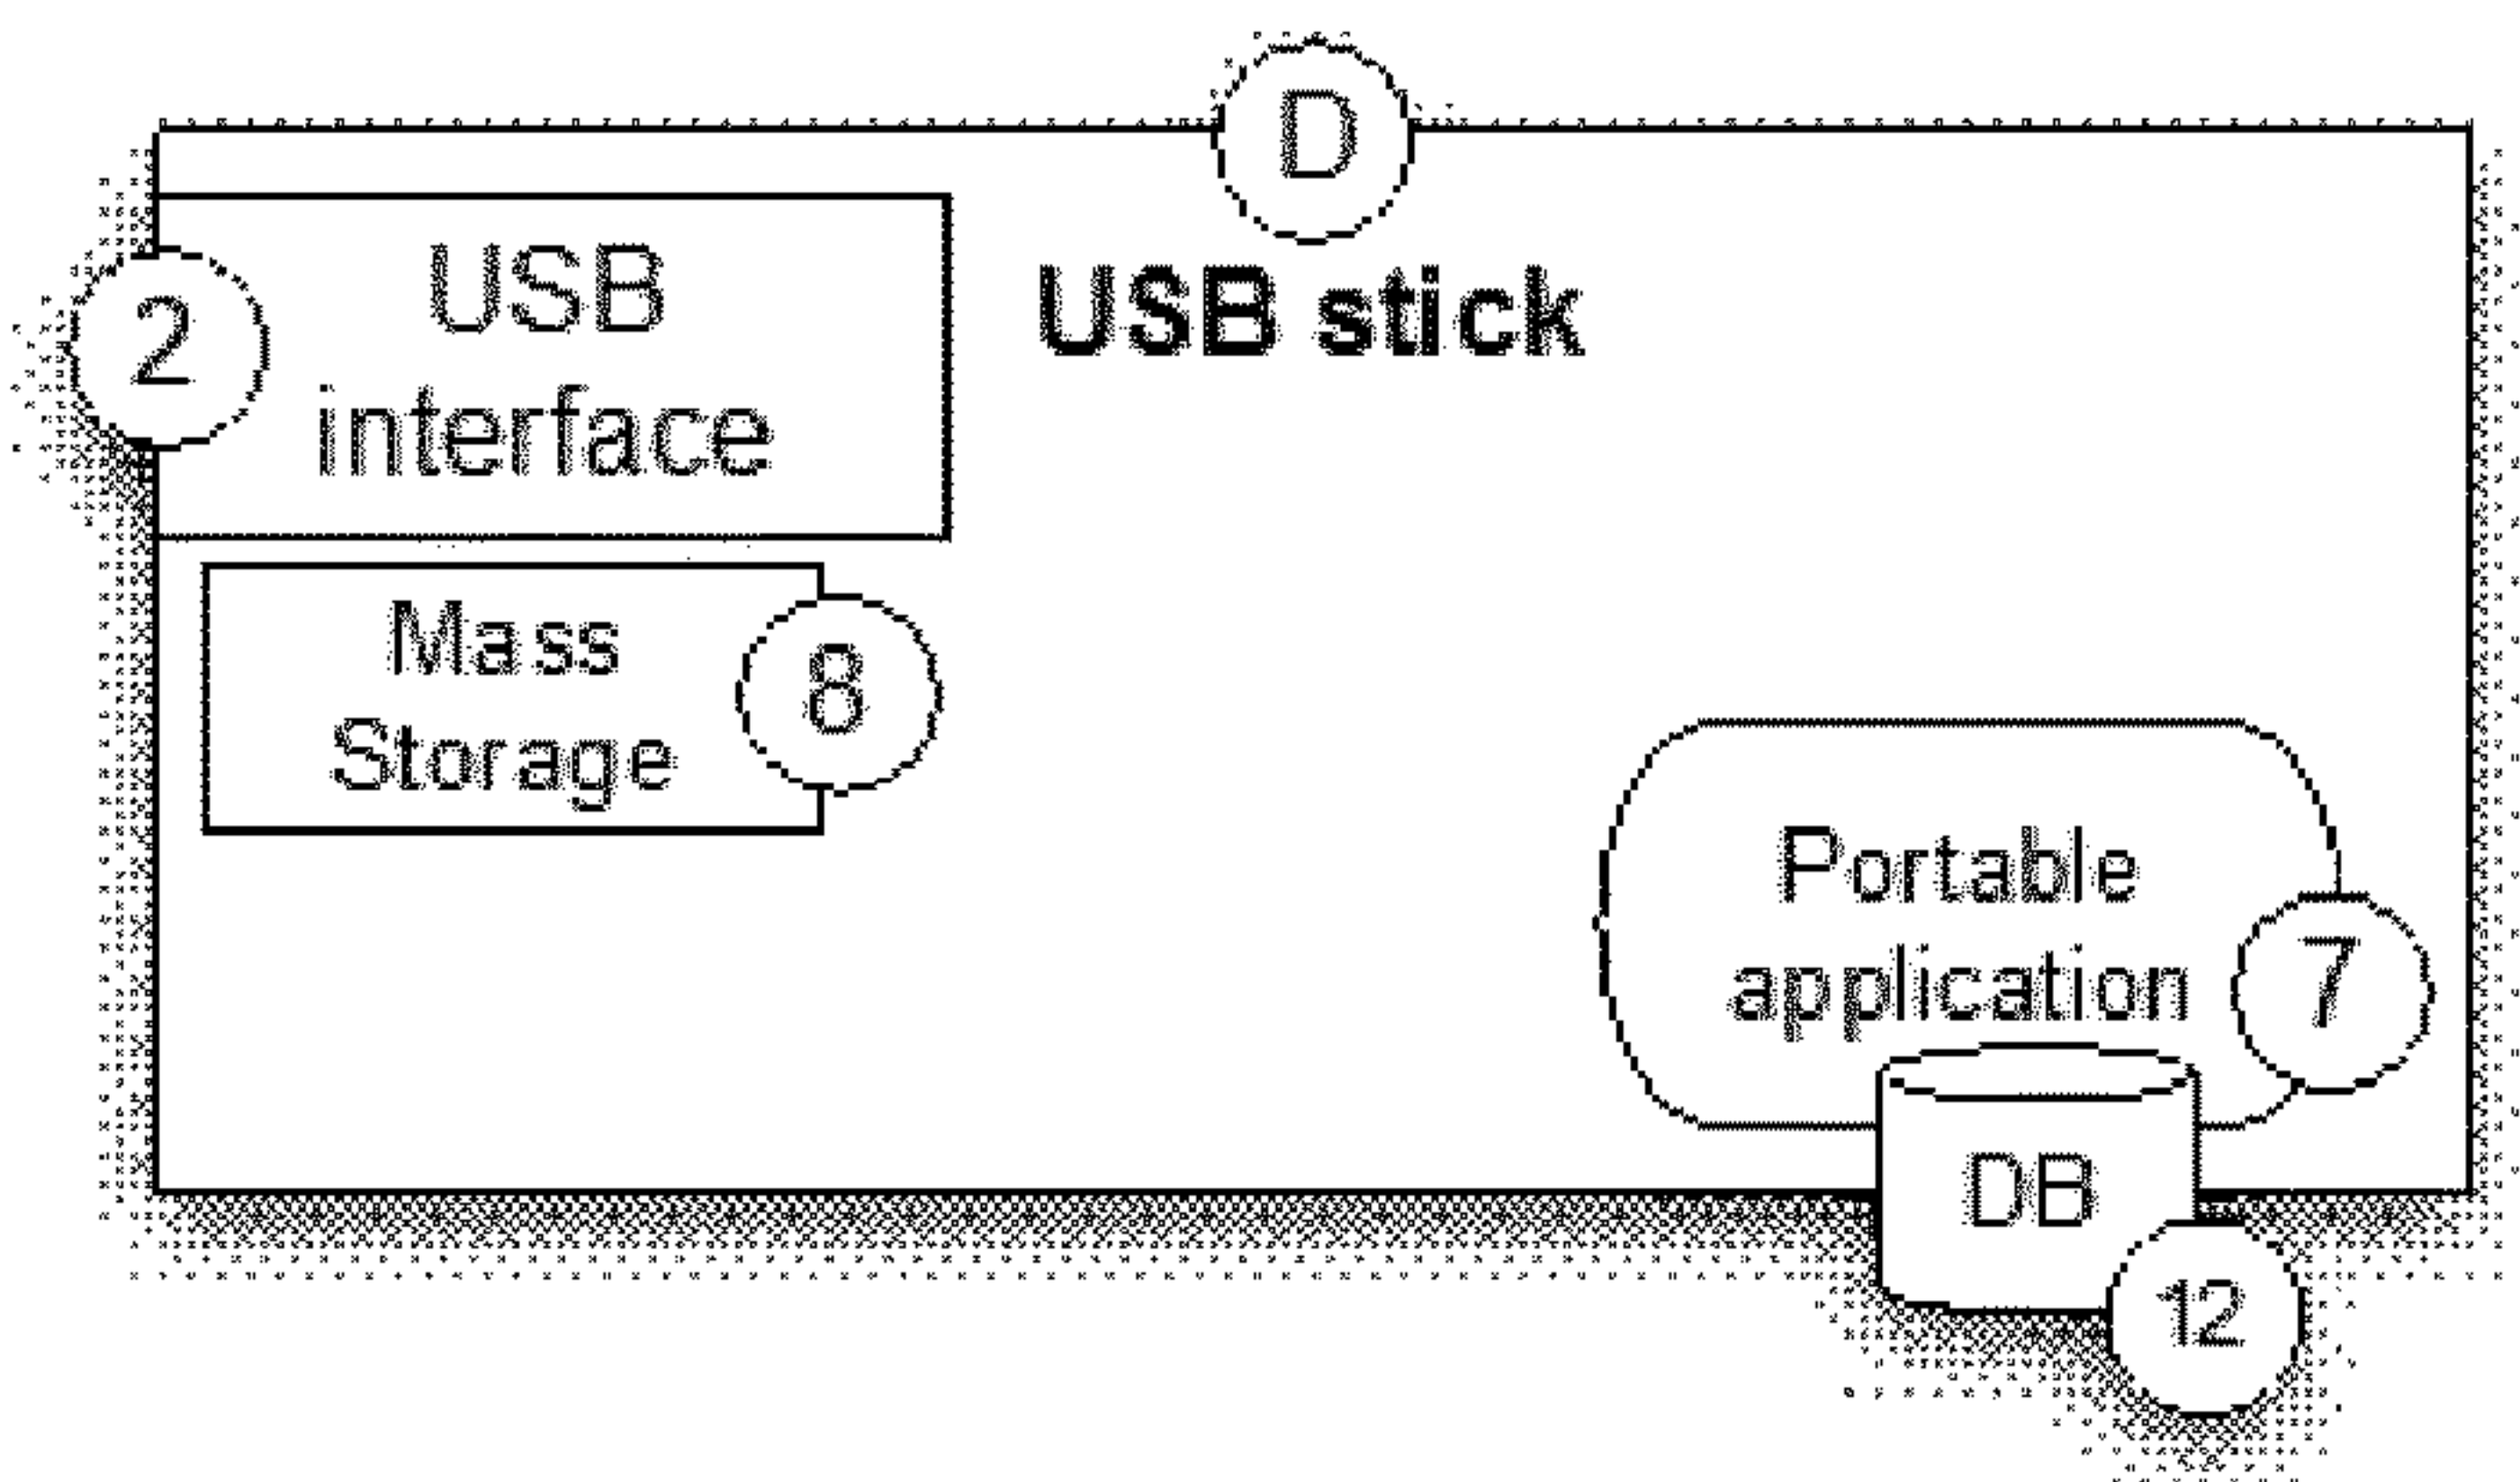 D
USB stick
2
USB
interface
Mass
Storage
8
Portable
application
7
DB
12